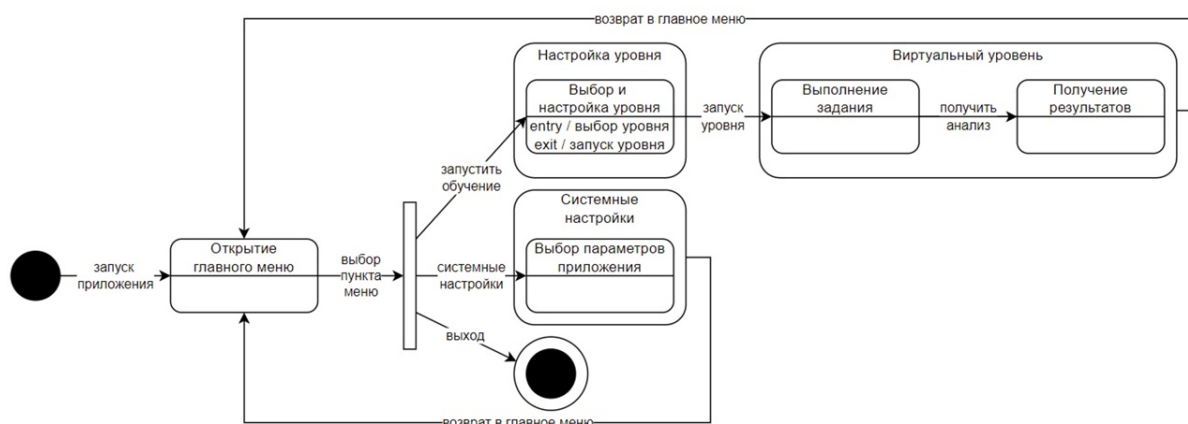 возврат в главное меню
Настройка уровня
Выбор и
настройка уровня
entry / выбор уровня
exit / запуск уровня
запуск
уровня
Виртуальный уровень
Выполнение
задания
получить
анализ
Получение
результатов
запустить
обучение
Системные
настройки
Выбор параметров
приложения
запуск
приложения
Открытие
главного меню
выбор
пункта
меню
системные
настройки
выход
возврат в главное меню